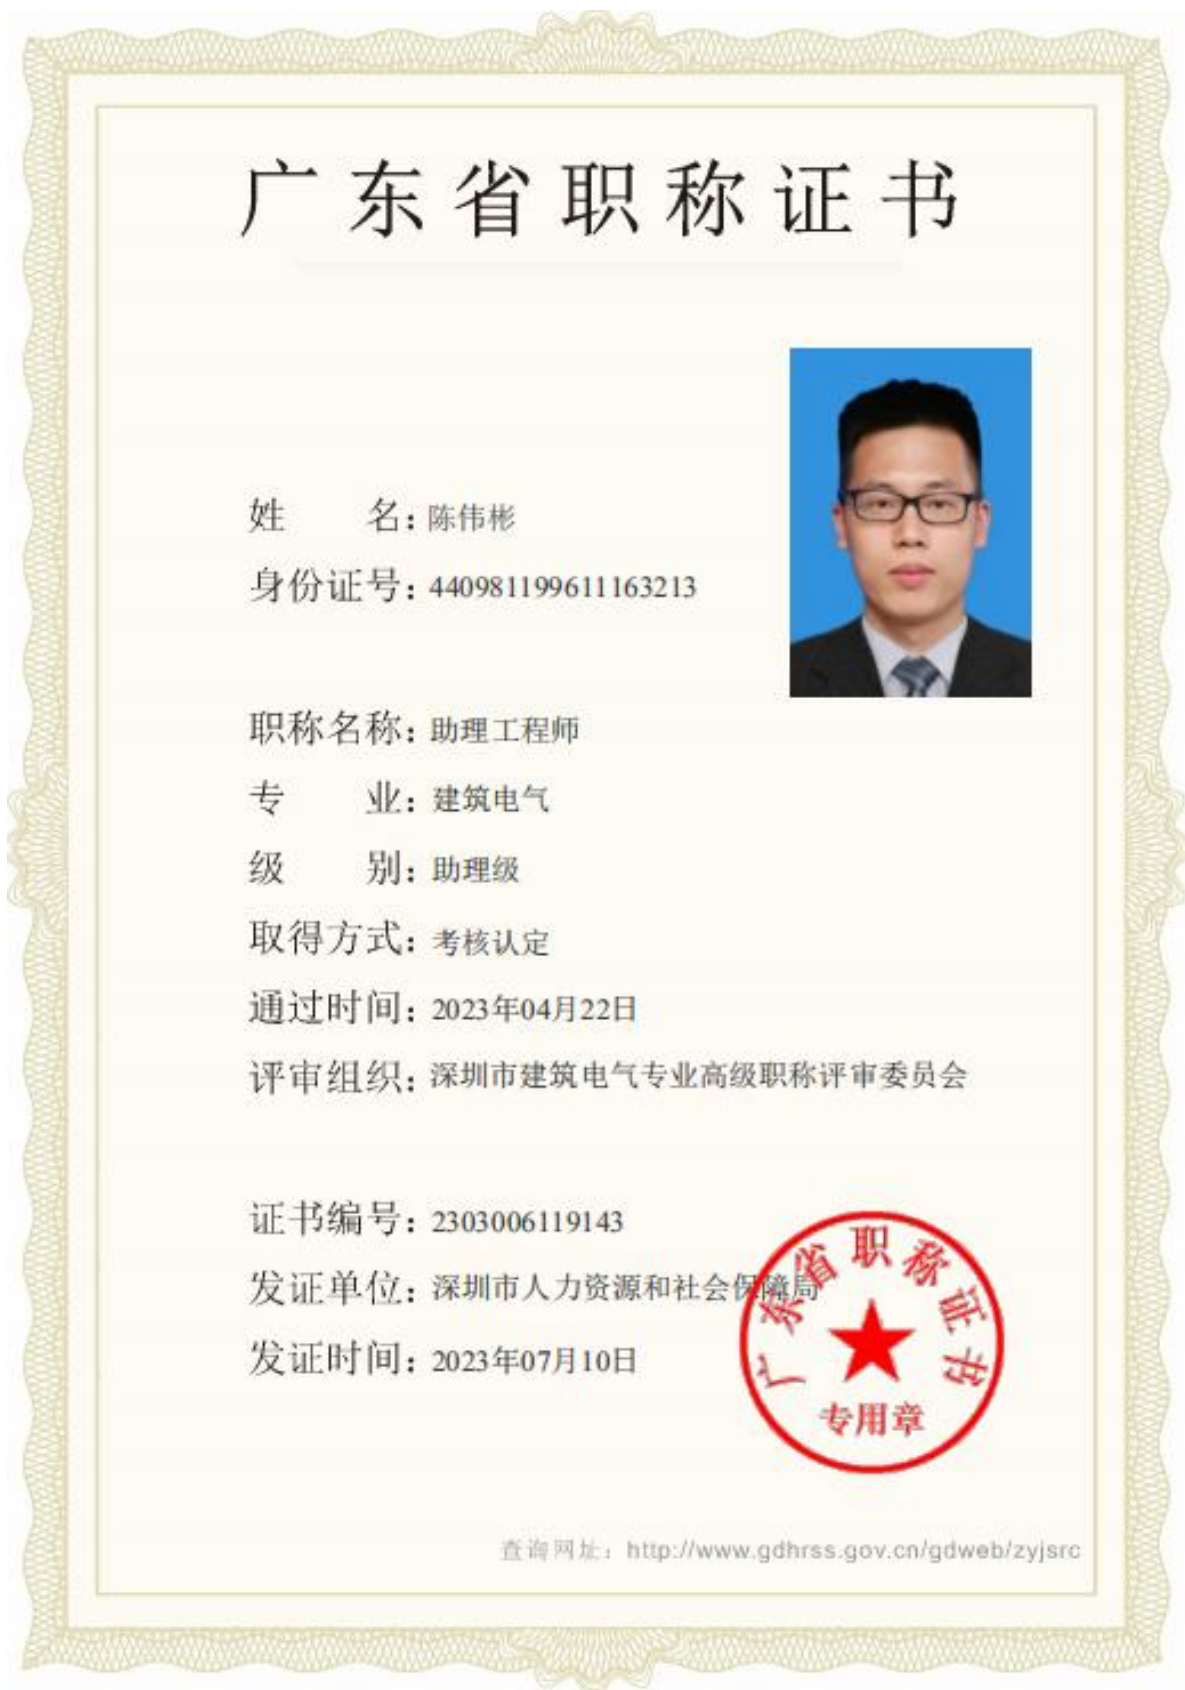 广东省职称证书
姓名：陈伟彬
身份证号：440981199611163213
职称名称：助理工程师
专业：建筑电气
级别：助理级
取得方式：考核认定
通过时间：2023年04月22日
评审组织：深圳市建筑电气专业高级职称评审委员会
证书编号：2303006119143
发证单位：深圳市人力资源和社会保障局
发证时间：2023年07月10日
广东省职称证书
专用章
查询网址：http://www.gdhrss.gov.cn/gdweb/zyjsrc